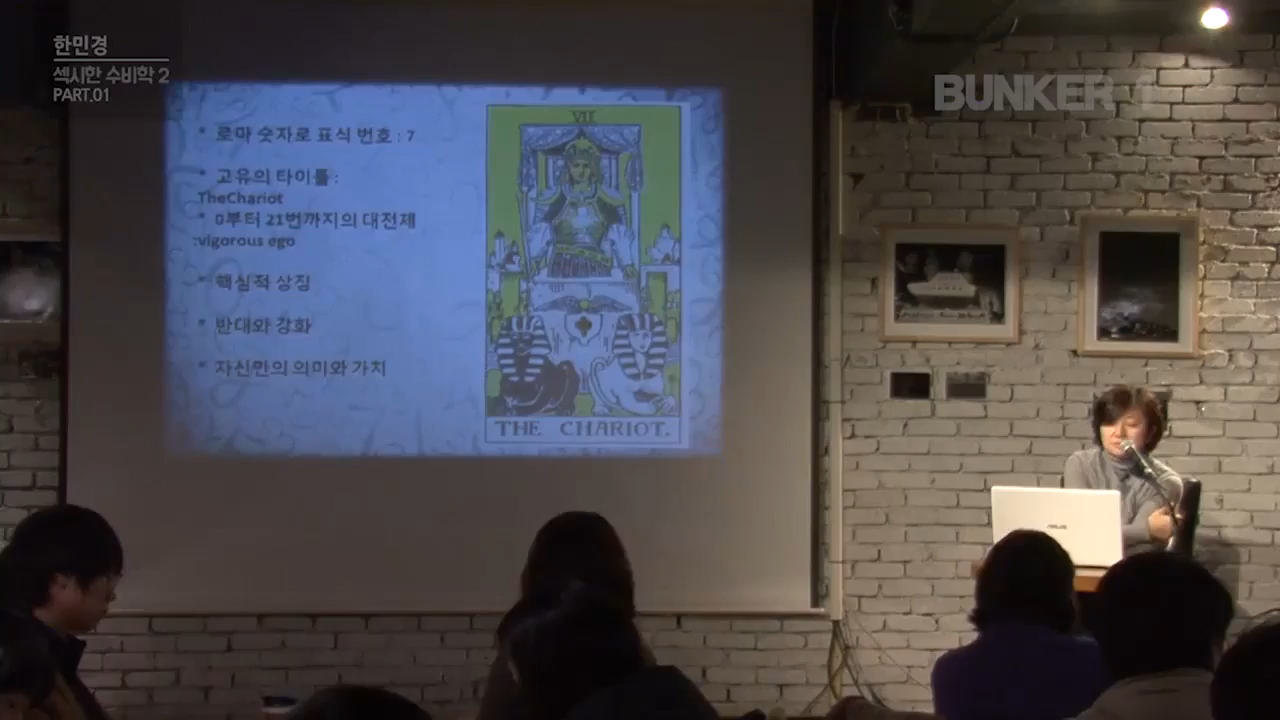 한민경
섹시한 수비학 2
PART.01
BUNKER 1
* 로마 숫자로 표식 번호 : 7
* 고유의 타이틀 :
TheChariot
* 0부터 21번까지의 대전제
:vigorous ego
* 핵심적 상징
* 반대와 강화
* 자신만의 의미와 가치
VII
THE CHARIOT.
ASUS